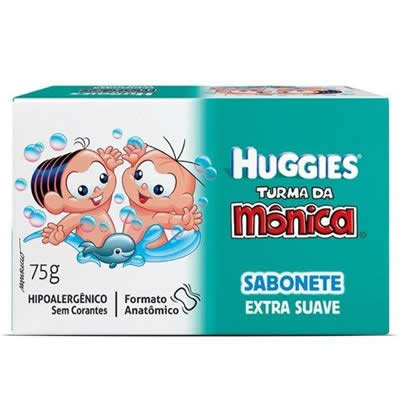 HUGGIES
TURMA DA
MÔNICA
SABONETE
EXTRA SUAVE
75g
HIPOALERGÊNICO
Sem Corantes
Formato
Anatômico